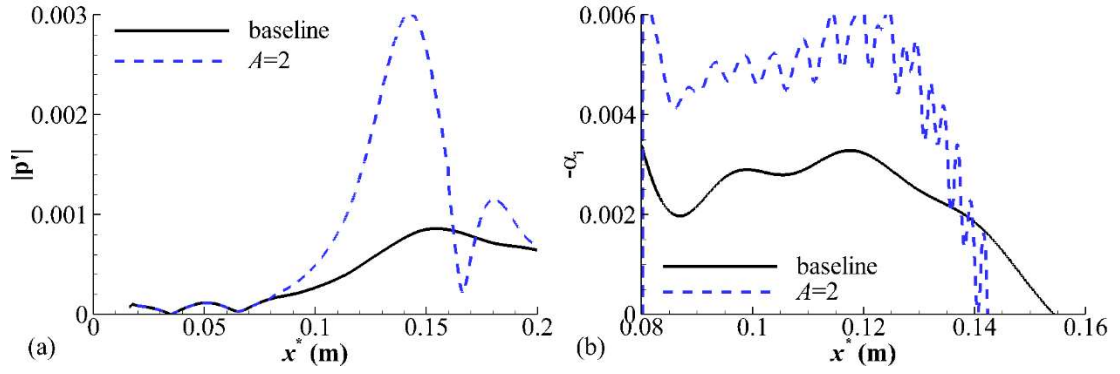 0.003
0.002
0.001
0
|p'|
baseline
A=2
0
0.05
0.1
0.15
0.2
(a)
x* (m)
0.006
0.004
0.002
0
-αi
baseline
A=2
0.08
0.1
0.12
0.14
0.16
(b)
x* (m)